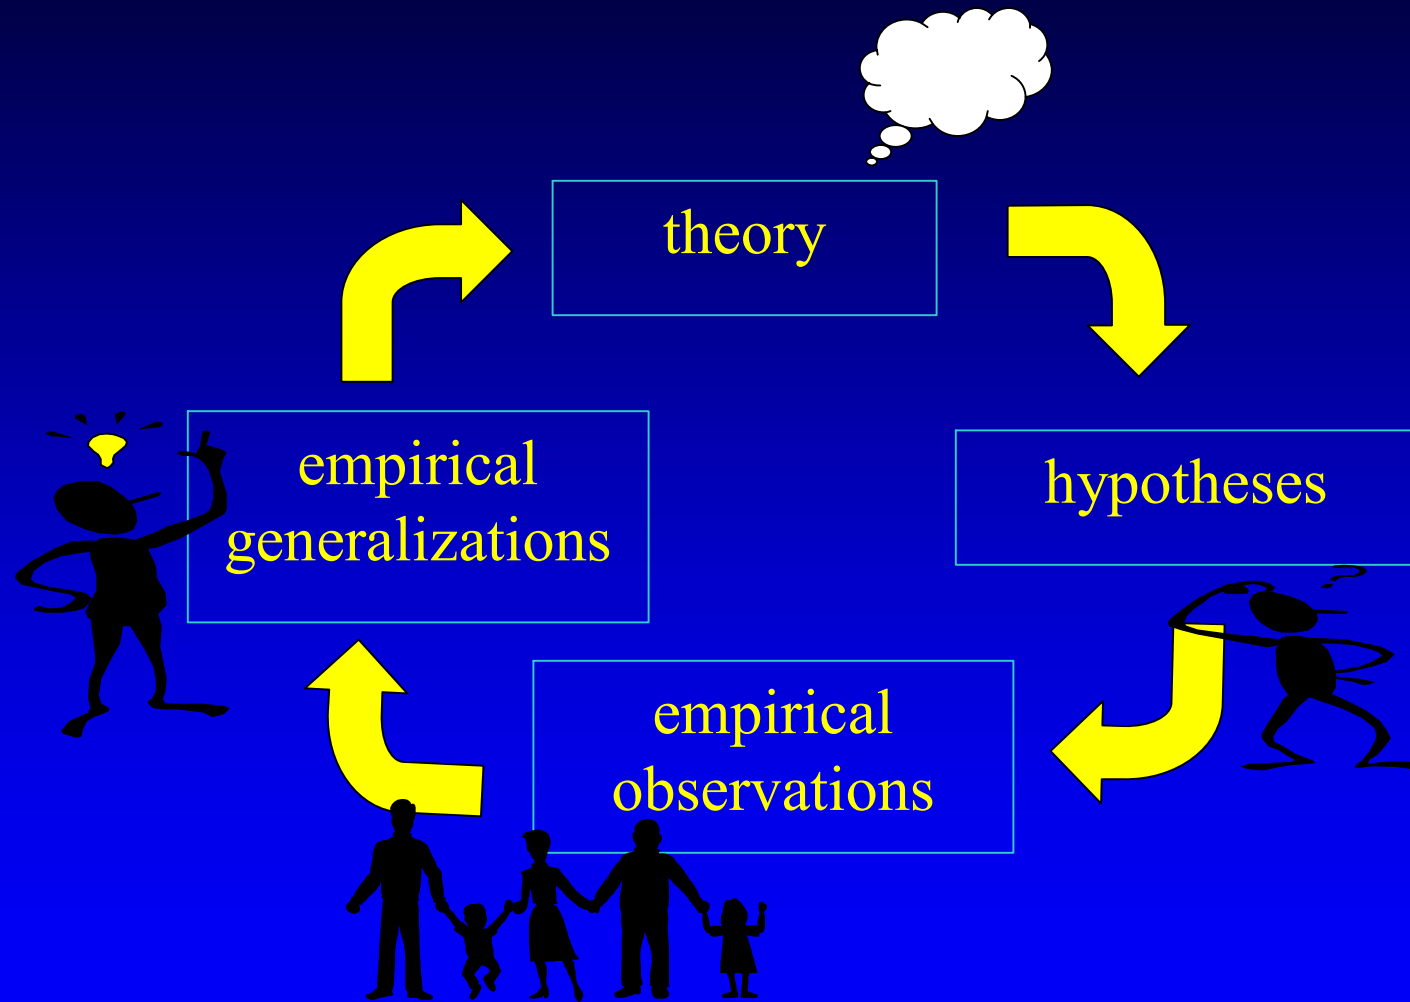 theory
empirical
generalizations
hypotheses
empirical
observations